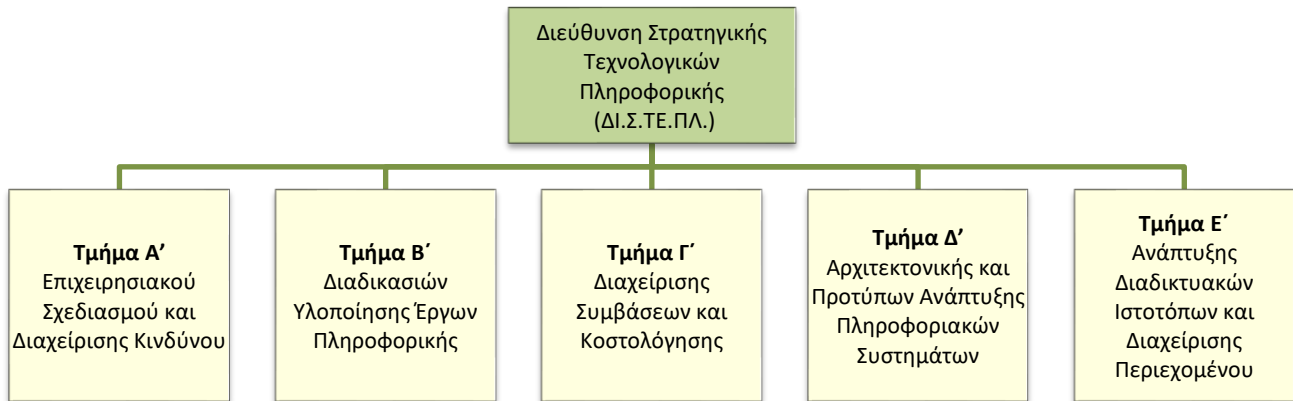 Διεύθυνση Στρατηγικής
Τεχνολογικών
Πληροφορικής
(ΔΙ.Σ.ΤΕ.ΠΛ.)
Τμήμα Α’
Επιχειρησιακού
Σχεδιασμού και
Διαχείρισης Κινδύνου
Τμήμα Β΄
Διαδικασιών
Υλοποίησης Έργων
Πληροφορικής
Τμήμα Γ΄
Διαχείρισης
Συμβάσεων και
Κοστολόγησης
Τμήμα Δ’
Αρχιτεκτονικής και
Προτύπων Ανάπτυξης
Πληροφοριακών
Συστημάτων
Τμήμα Ε΄
Ανάπτυξης
Διαδικτυακών
Ιστοτόπων και
Διαχείρισης
Περιεχομένου